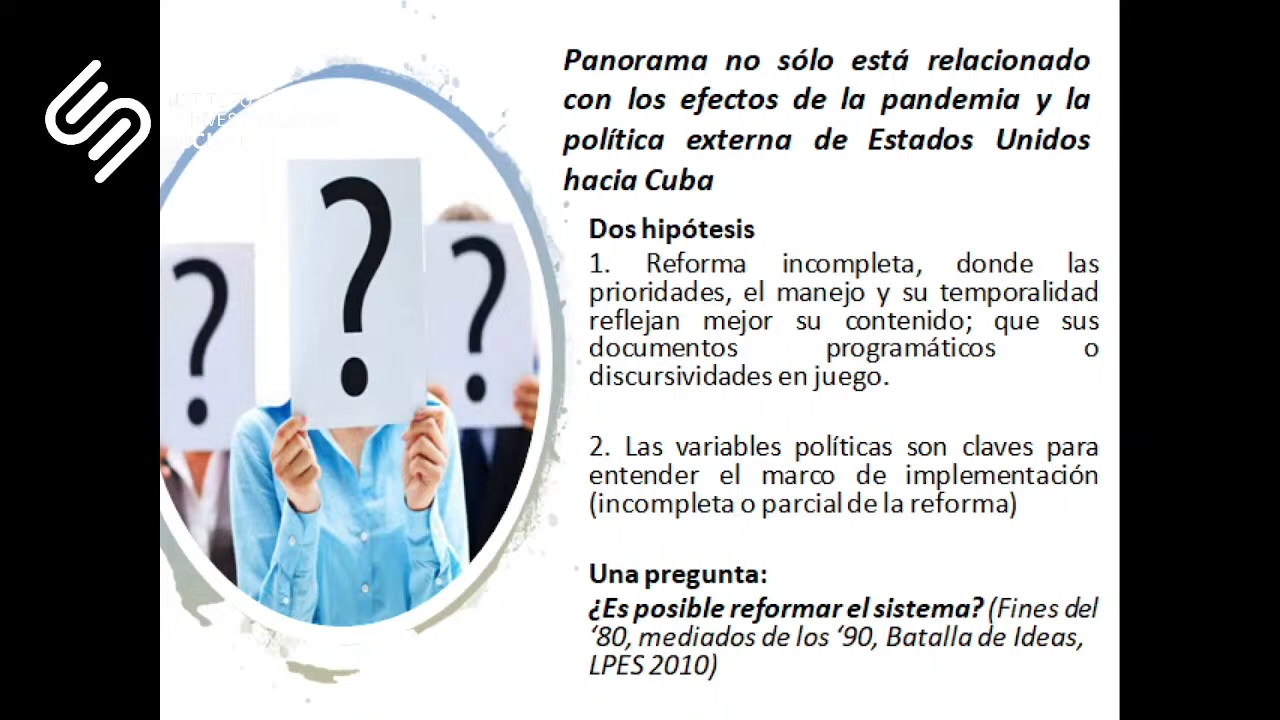 Panorama no sólo está relacionado
con los efectos de la pandemia y la
política externa de Estados Unidos
hacia Cuba
Dos hipótesis
1. Reforma incompleta, donde las
prioridades, el manejo y su temporalidad
reflejan mejor su contenido; que sus
documentos programáticos o
discursividades en juego.
2. Las variables políticas son claves para
entender el marco de implementación
(incompleta o parcial de la reforma)
Una pregunta:
¿Es posible reformar el sistema? (Fines del
‘80, mediados de los ‘90, Batalla de Ideas,
LPES 2010)
? ? ?